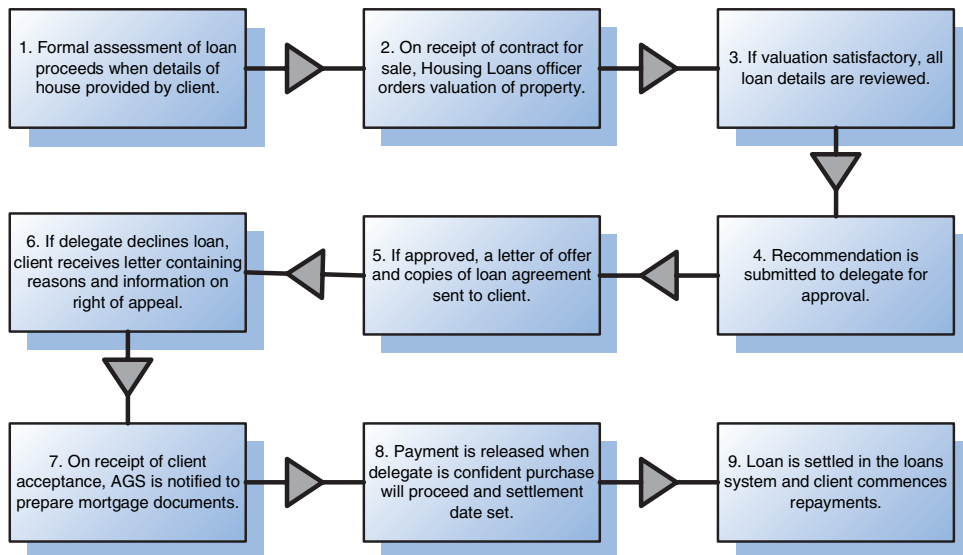 1. Formal assessment of loan
proceeds when details of
house provided by client.
2. On receipt of contract for
sale, Housing Loans officer
orders valuation of property.
3. If valuation satisfactory, all
loan details are reviewed.
4. Recommendation is
submitted to delegate for
approval.
5. If approved, a letter of offer
and copies of loan agreement
sent to client.
6. If delegate declines loan,
client receives letter containing
reasons and information on
right of appeal.
7. On receipt of client
acceptance, AGS is notified to
prepare mortgage documents.
8. Payment is released when
delegate is confident purchase
will proceed and settlement
date set.
9. Loan is settled in the loans
system and client commences
repayments.